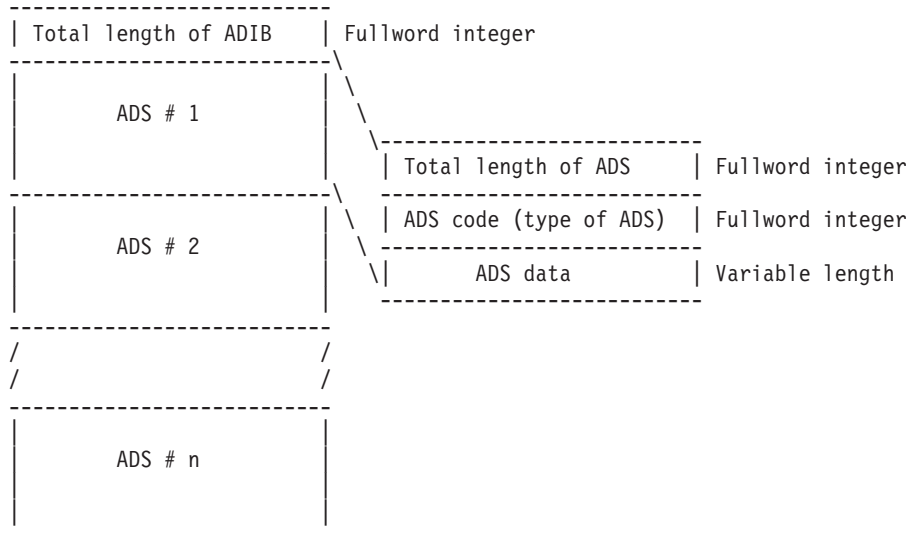 Total length of ADIB Fullword integer
ADS # 1
Total length of ADS Fullword integer
ADS code (type of ADS) Fullword integer
ADS # 2
ADS data Variable length
ADS # n